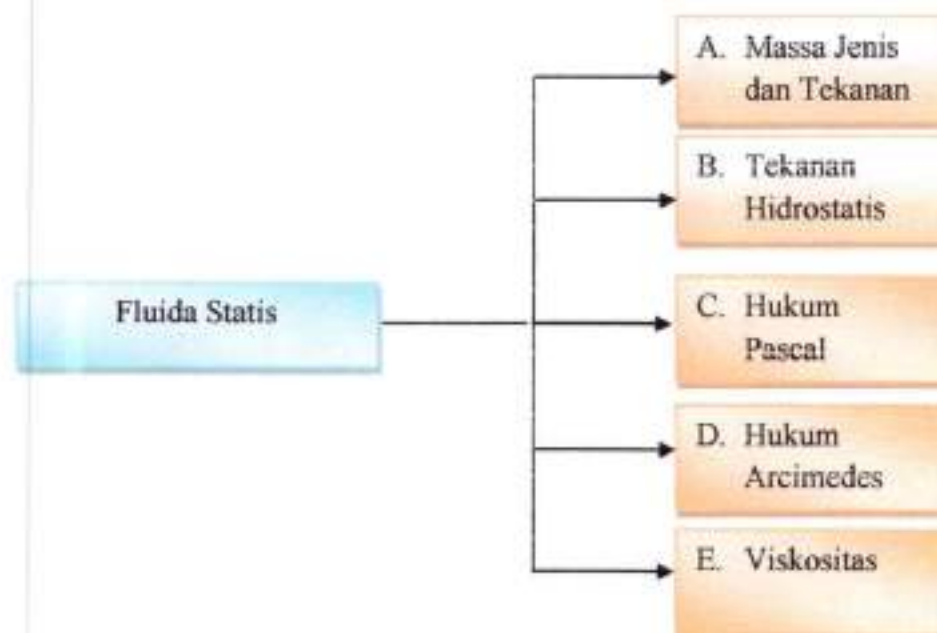 A. Massa Jenis
dan Tekanan
B. Tekanan
Hidrostatis
Fluida Statis
C. Hukum
Pascal
D. Hukum
Arcimedes
E. Viskositas